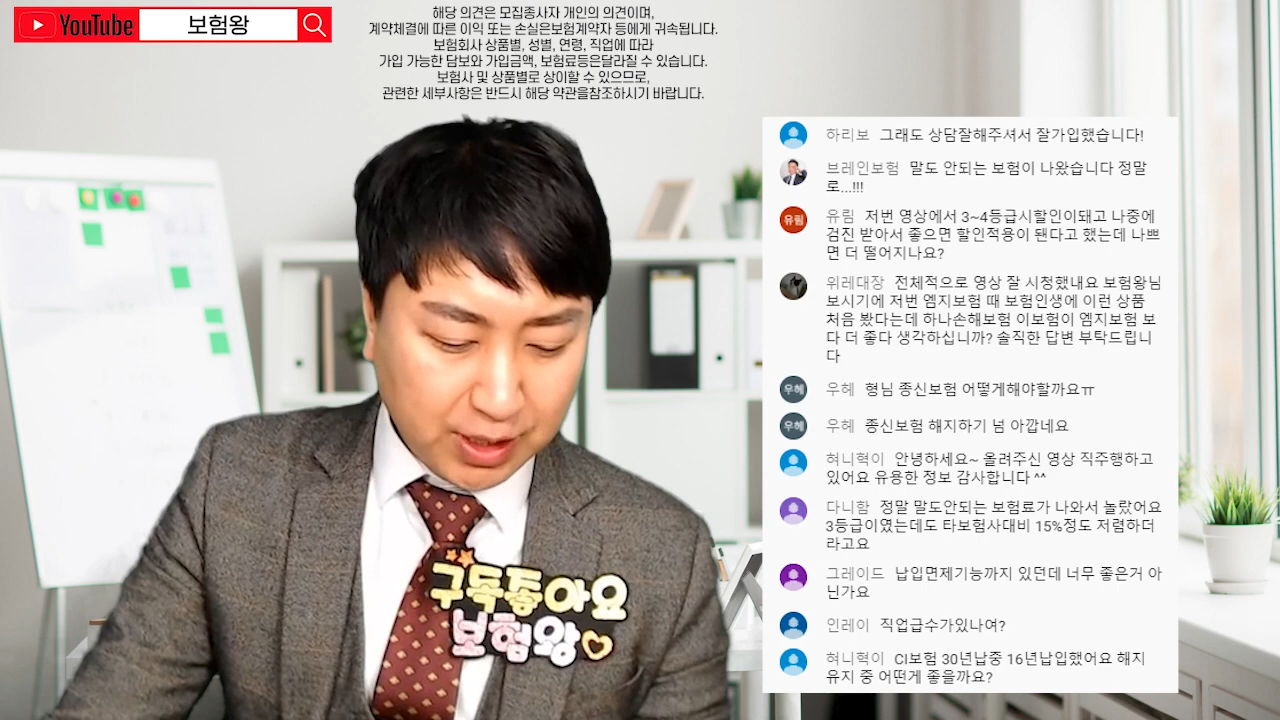 YouTube 보험왕
해당 의견은 모집종사자 개인의 의견이며,
계약체결에 따른 이익 또는 손실은보험계약자 등에게 귀속됩니다.
보험회사 상품별, 성별, 연령, 직업에 따라
가입 가능한 담보와 가입금액, 보험료등은달라질 수 있습니다.
보험사 및 상품별로 상이할 수 있으므로,
관련한 세부사항은 반드시 해당 약관을참조하시기 바랍니다.
하리보 그래도 상담잘해주셔서 잘가입했습니다!
브레인보험 말도 안되는 보험이 나왔습니다 정말
로...!!!
유림
유림 저번 영상에서 3~4등급시할인이돼고 나중에
검진 받아서 좋으면 할인적용이 됀다고 했는데 나쁘
면 더 떨어지나요?
위레대장 전체적으로 영상 잘 시청했내요 보험왕님
보시기에 저번 엠지보험 때 보험인생에 이런 상품
처음 봤다는데 하나손해보험 이보험이 엠지보험 보
다 더 좋다 생각하십니까? 솔직한 답변 부탁드립니
다
우혜
우혜 형님 종신보험 어떻게해야할까요ㅠ
우혜
우혜 종신보험 해지하기 넘 아깝네요
혀니혁이 안녕하세요~ 올려주신 영상 직주행하고
있어요 유용한 정보 감사합니다 ^^
다니함 정말 말도안되는 보험료가 나와서 놀랐어요
3등급이였는데도 타보험사대비 15%정도 저렴하더
라고요
그레이드 납입면제기능까지 있던데 너무 좋은거 아
닌가요
인레이 직업급수가있나여?
혀니혁이 CI보험 30년납중 16년납입했어요 해지
유지 중 어떤게 좋을까요?
구독좋아요
보험왕